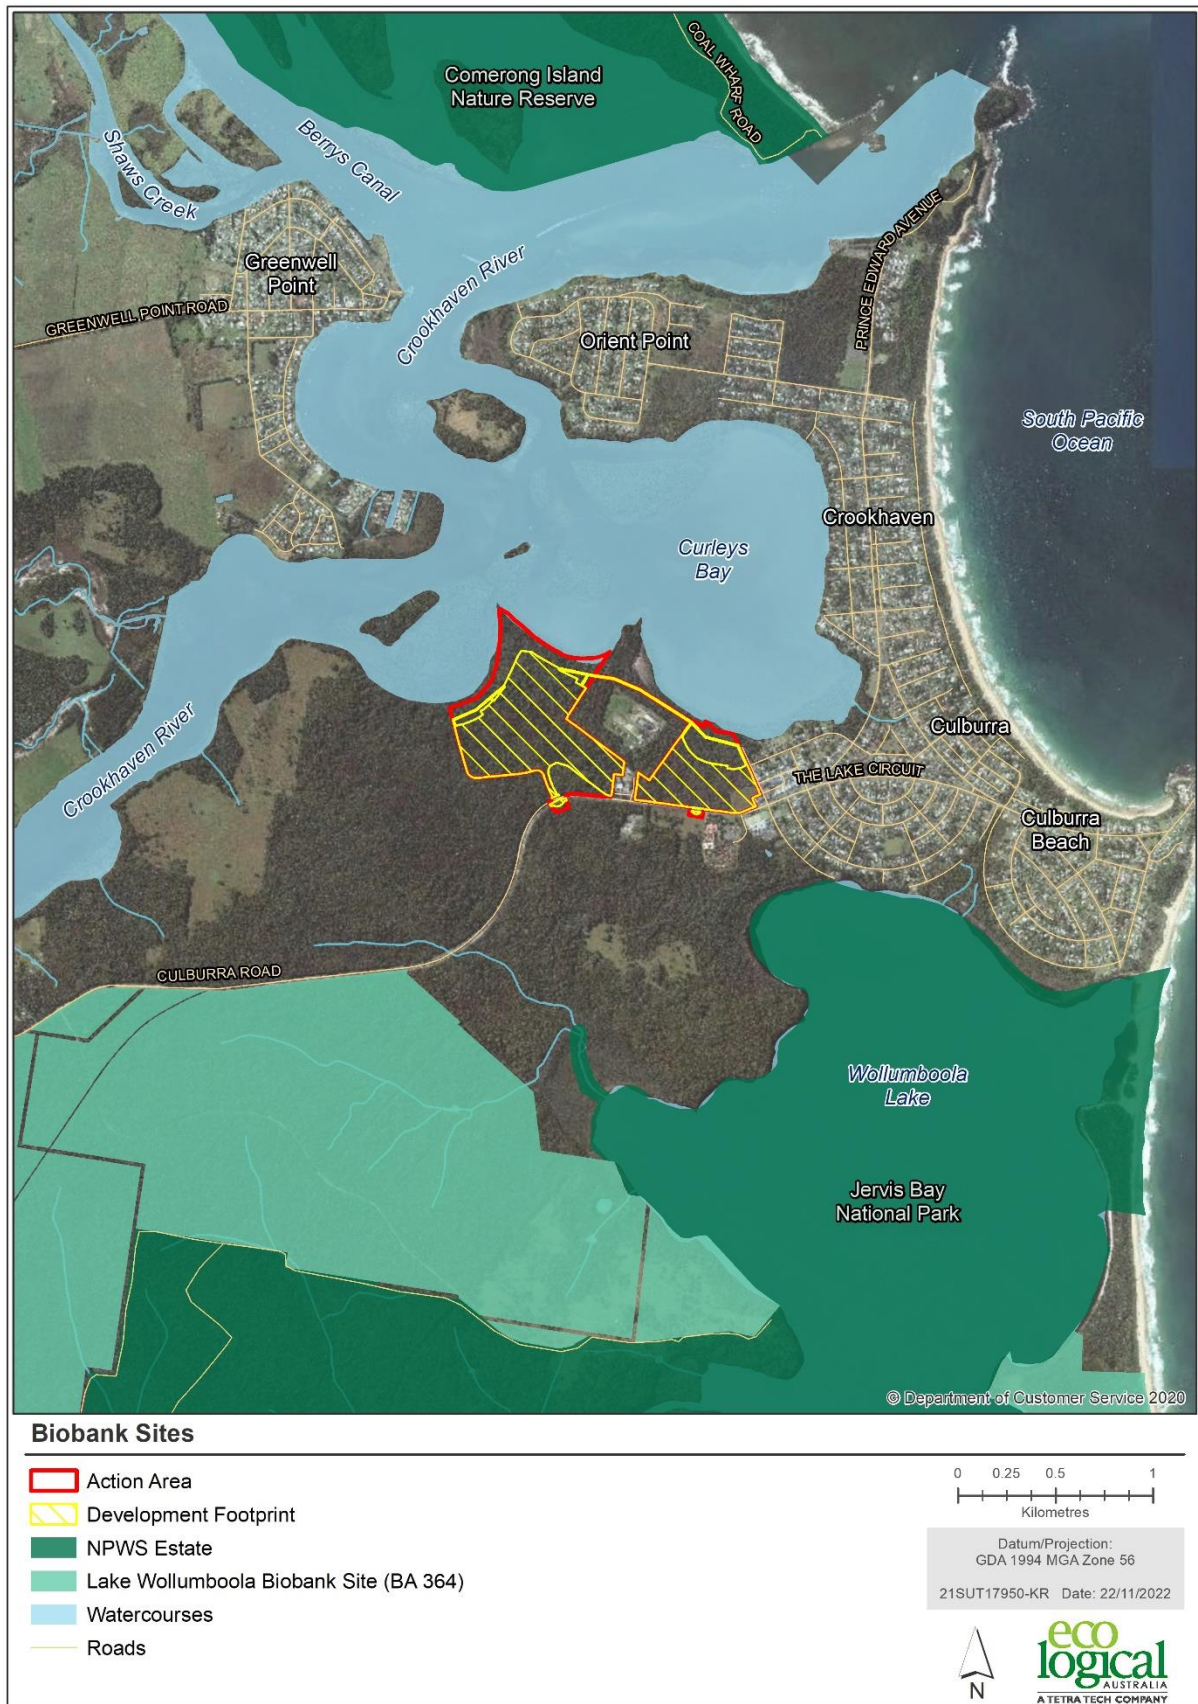 Comerong Island
Nature Reserve
COAL WHARF ROAD
Shaws Creek
Berrys Canal
PRINCE EDWARD AVENUE
Greenwell
Point
GREENWELL POINT ROAD
Crookhaven River
Orient Point
South Pacific
Ocean
Crookhaven
Curleys
Bay
Crookhaven River
Culburra
THE LAKE CIRCUIT
Culburra
Beach
CULBURRA ROAD
Wollumboola
Lake
Jervis Bay
National Park
© Department of Customer Service 2020
Biobank Sites
Action Area
Development Footprint
NPWS Estate
Lake Wollumboola Biobank Site (BA 364)
Watercourses
Roads
0 0.25 0.5 1
Kilometres
Datum/Projection:
GDA 1994 MGA Zone 56
21SUT17950-KR Date: 22/11/2022
N
eco
logical
AUSTRALIA
A TETRA TECH COMPANY